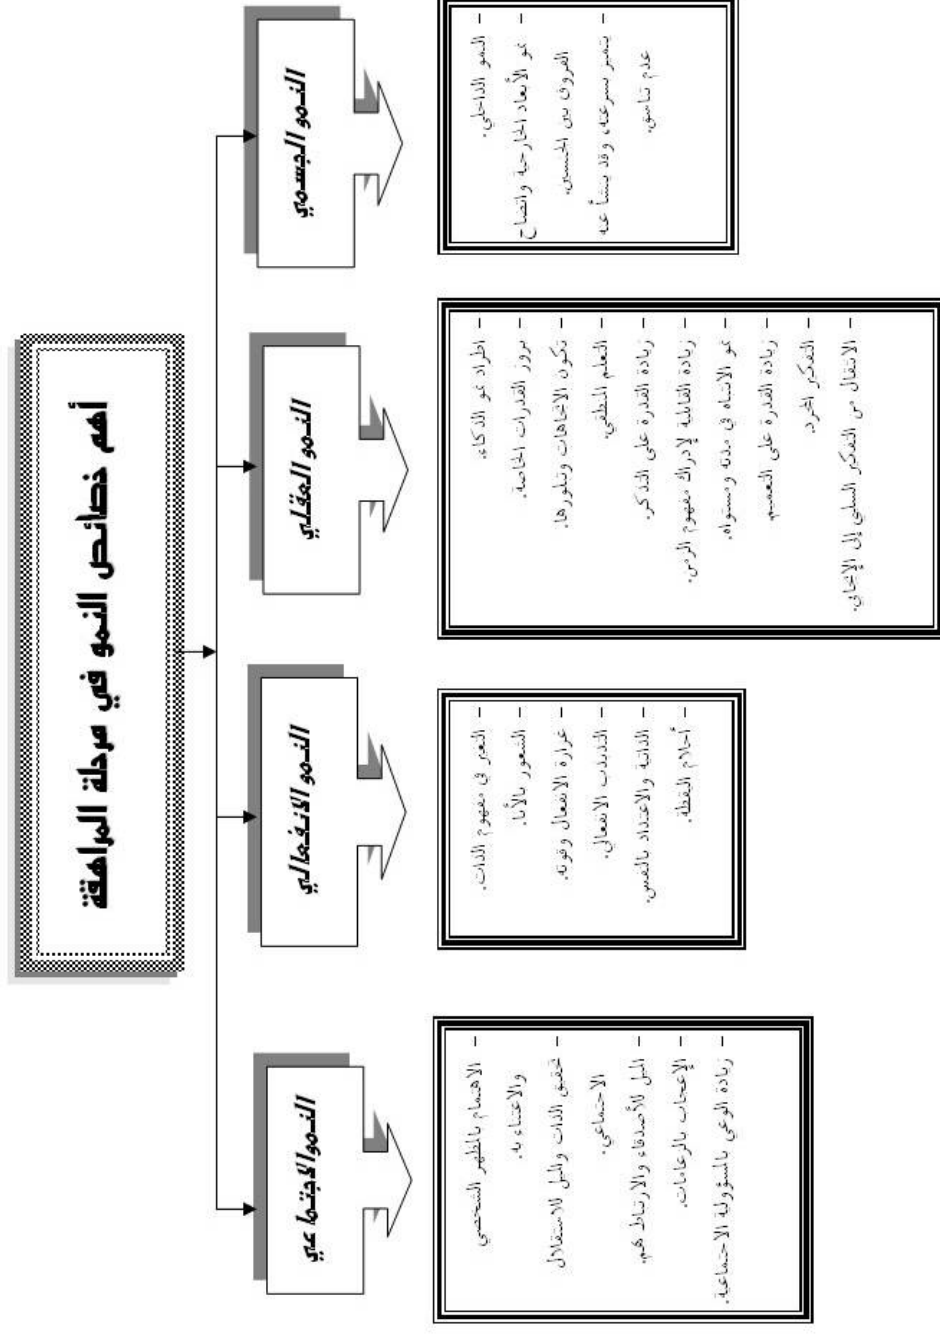 أهم خصائص النمو في مرحلة المراهقة
النمو الجسمي
- النمو الداخلي.
- نمو الأبعاد الخارجية واتضاح
الفروق بين الجنسين.
- يتميز بسرعته، وقد ينشأ عنه
عدم تناسق.
النمو العقلي
- اطراد نمو الذكاء.
- بروز القدرات الخاصة.
- تكون الاتجاهات وتبلورها.
- التعلم المنطقي.
- زيادة القدرة على التذكر.
- زيادة القابلية لإدراك مفهوم الزمن.
- نمو الانتباه في مدته ومستواه.
- زيادة القدرة على التعميم.
- التفكير المجرد.
- الانتقال من التفكير السلبي إلى الإيجابي.
النمو الانفعالي
- التغير في مفهوم الذات.
- الشعور بالأنا.
- غزارة الانفعال وقوته.
- التذبذب الانفعالي.
- الذاتية والاعتداد بالنفس.
- أحلام اليقظة.
النمو الاجتماعي
- الاهتمام بالمظهر الشخصي
والاعتناء به.
- تحقيق الذات والميل للاستقلال
الاجتماعي.
- الميل للأصدقاء والارتباط بهم.
- الإعجاب بالزعامات.
- زيادة الوعي بالمسؤولية الاجتماعية.